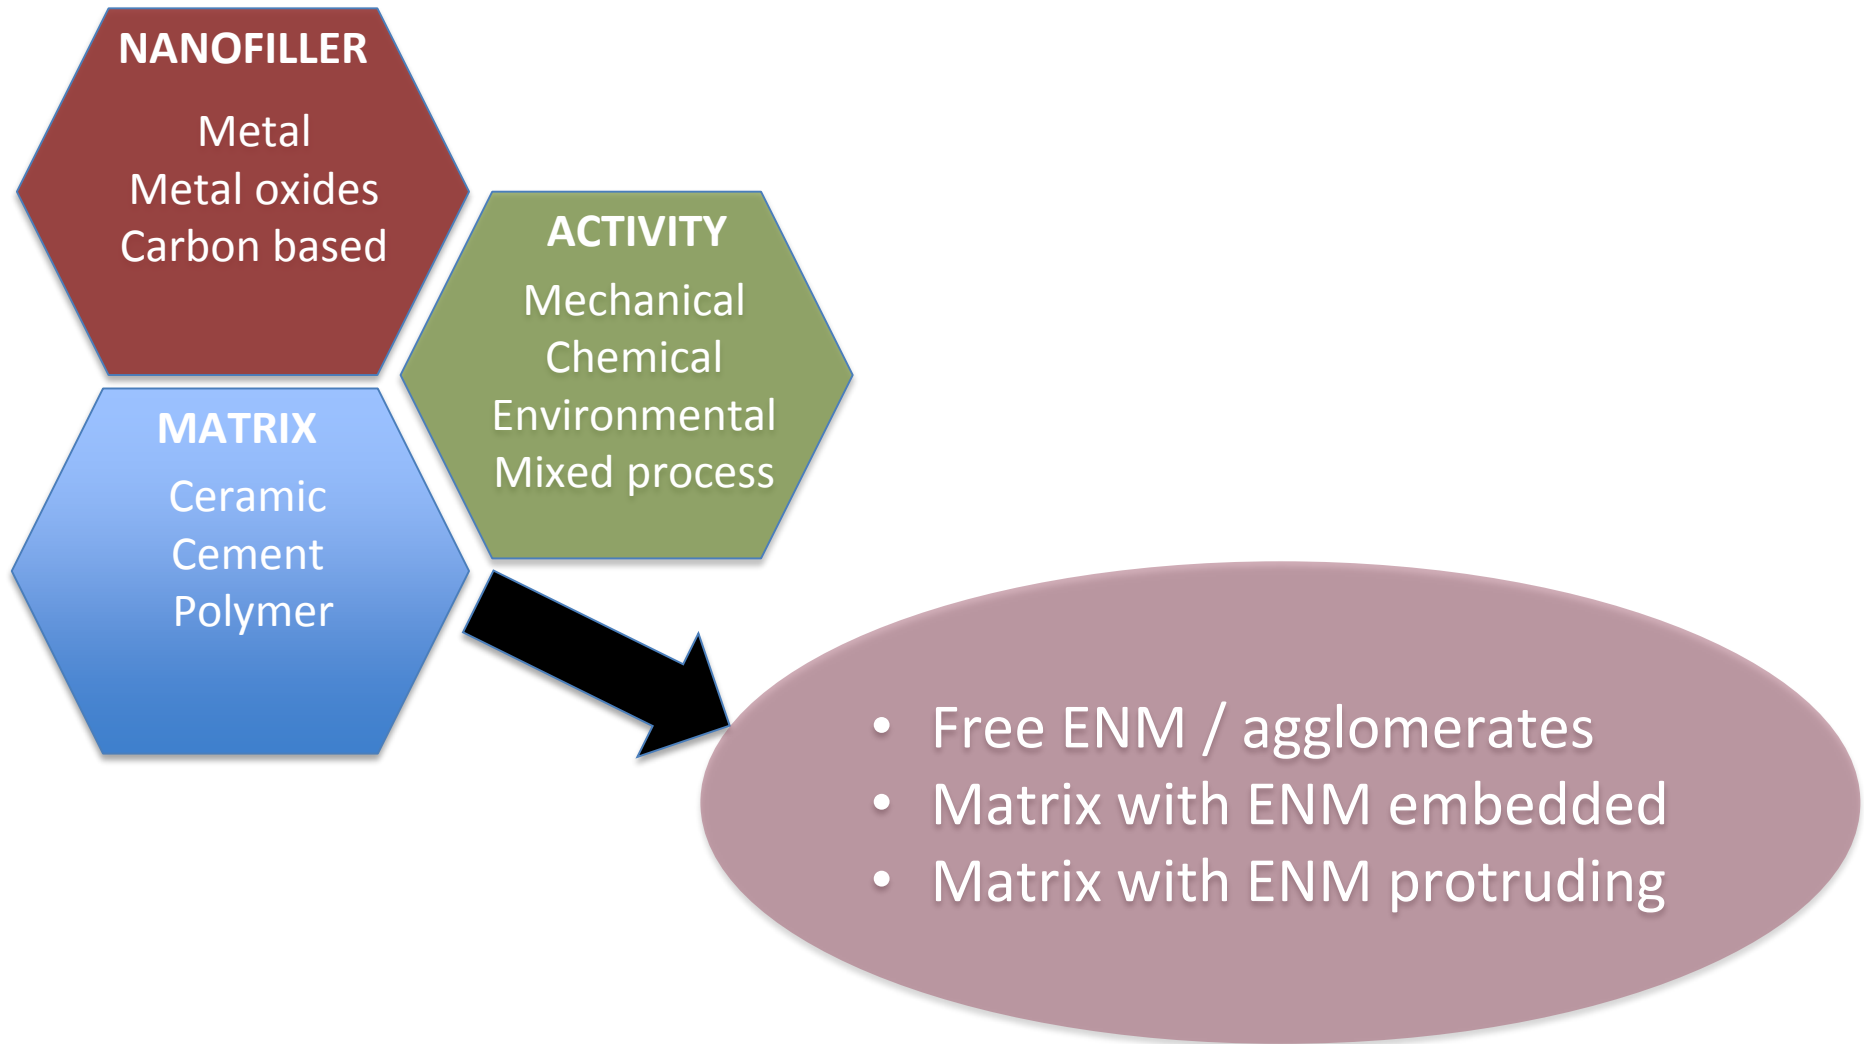 NANOFILLER
Metal
Metal oxides
Carbon based
ACTIVITY
Mechanical
Chemical
Environmental
Mixed process
MATRIX
Ceramic
Cement
Polymer
• Free ENM / agglomerates
• Matrix with ENM embedded
• Matrix with ENM protruding